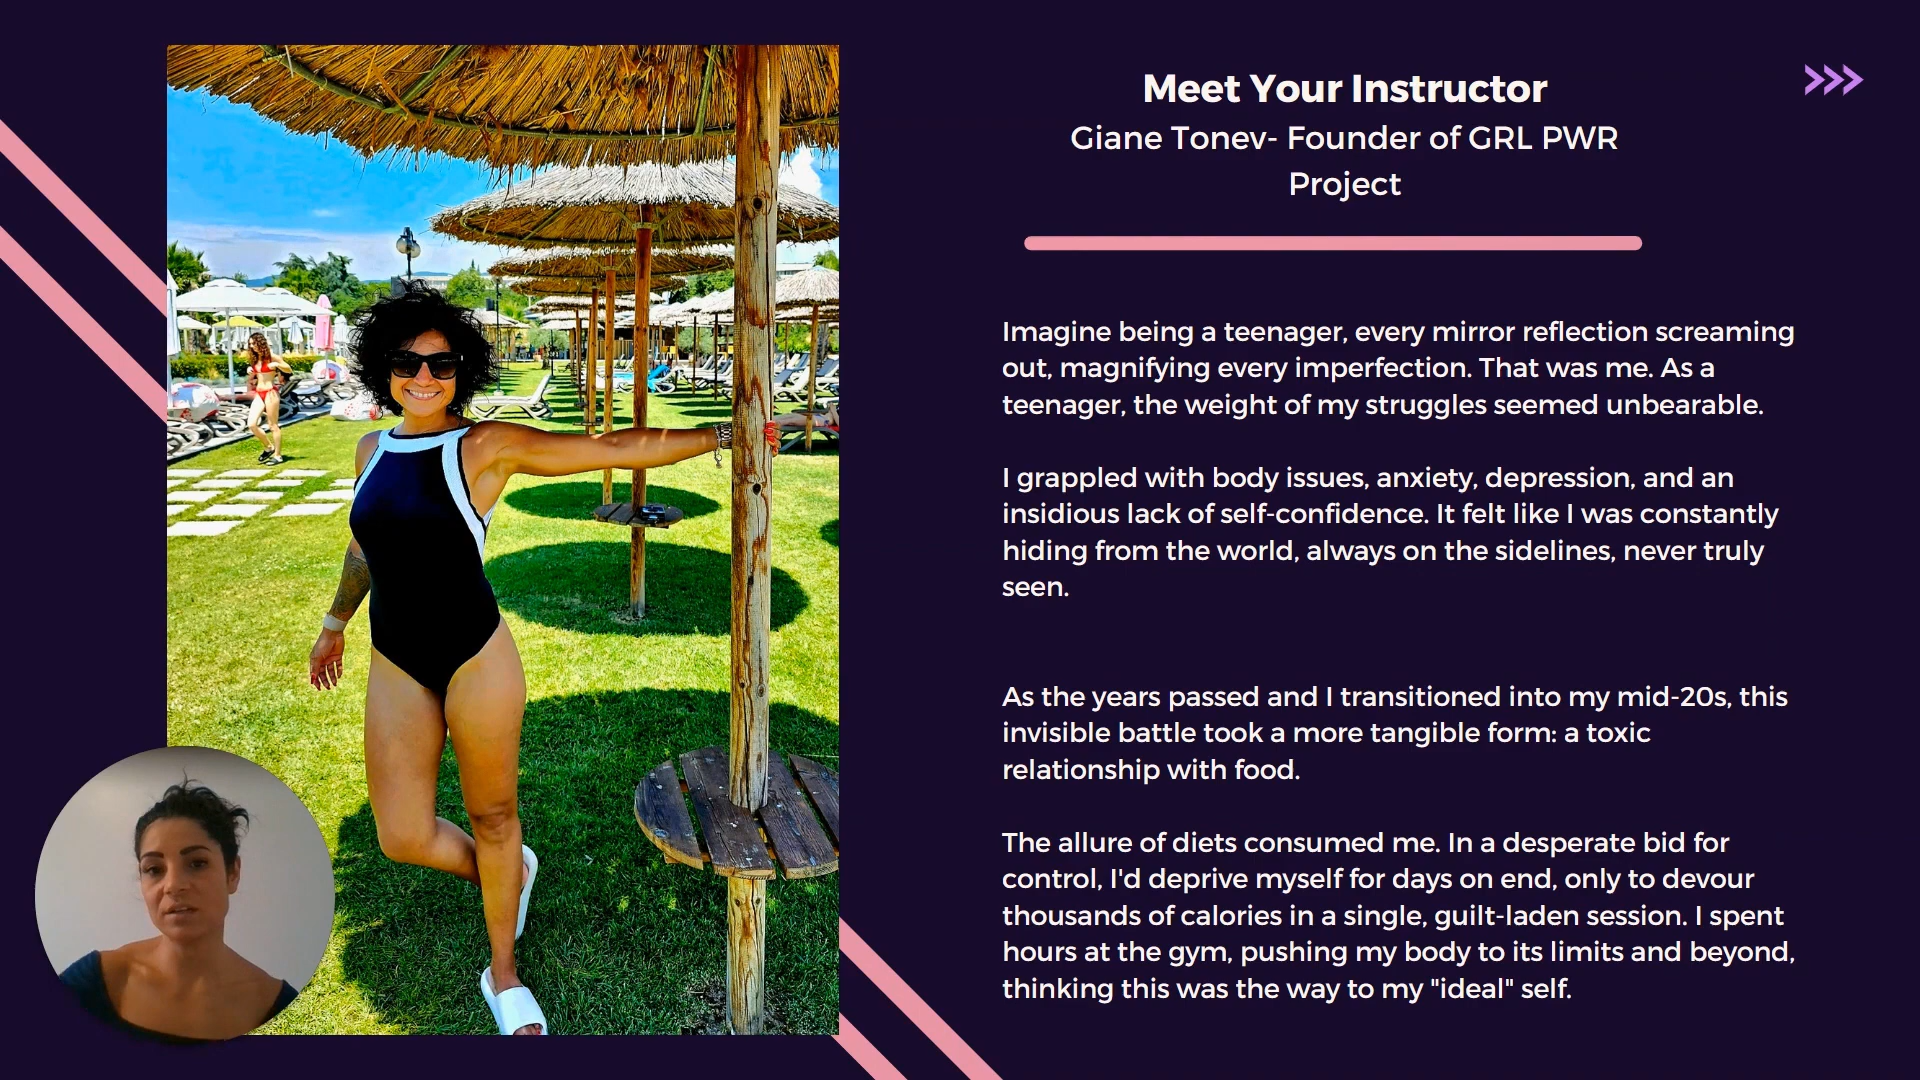 Meet Your Instructor
Giane Tonev- Founder of GRL PWR
Project
Imagine being a teenager, every mirror reflection screaming
out, magnifying every imperfection. That was me. As a
teenager, the weight of my struggles seemed unbearable.
I grappled with body issues, anxiety, depression, and an
insidious lack of self-confidence. It felt like I was constantly
hiding from the world, always on the sidelines, never truly
seen.
As the years passed and I transitioned into my mid-20s, this
invisible battle took a more tangible form: a toxic
relationship with food.
The allure of diets consumed me. In a desperate bid for
control, I'd deprive myself for days on end, only to devour
thousands of calories in a single, guilt-laden session. I spent
hours at the gym, pushing my body to its limits and beyond,
thinking this was the way to my "ideal" self.